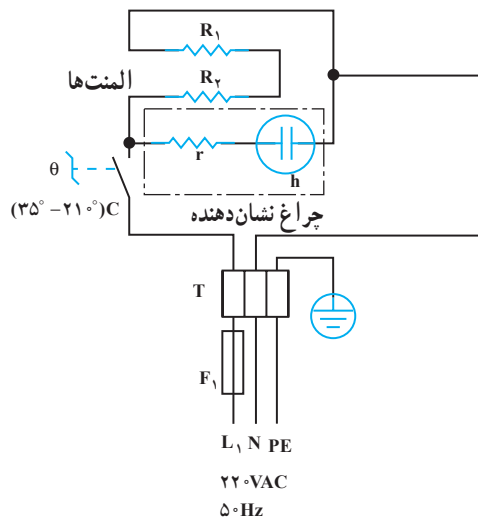 R۱
المنت‌ها
R۲
r
h
θ
(۳۵° – ۲۱۰°)C
چراغ نشان‌دهنده
T
F۱
L۱ N PE
۲۲۰VAC
۵۰Hz